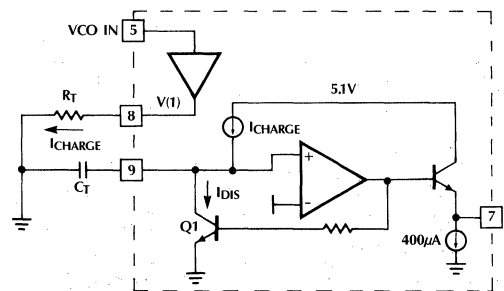 VCO IN 5
RT
8
V(1)
5.1V
ICHARGE
ICHARGE
9
CT
IDIS
+
-
Q1
7
400µA